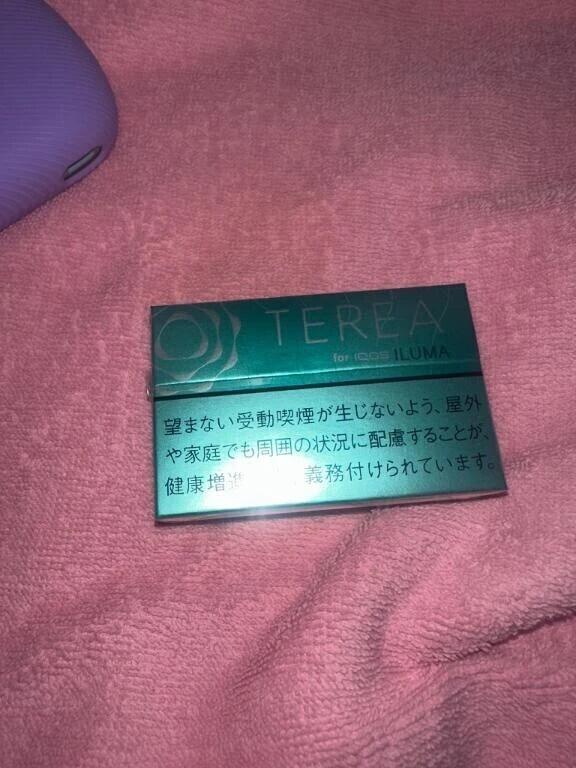 TEREA
for IQOS ILUMA
望まない受動喫煙が生じないよう、屋外
や家庭でも周囲の状況に配慮することが、
健康増進 義務付けられています。